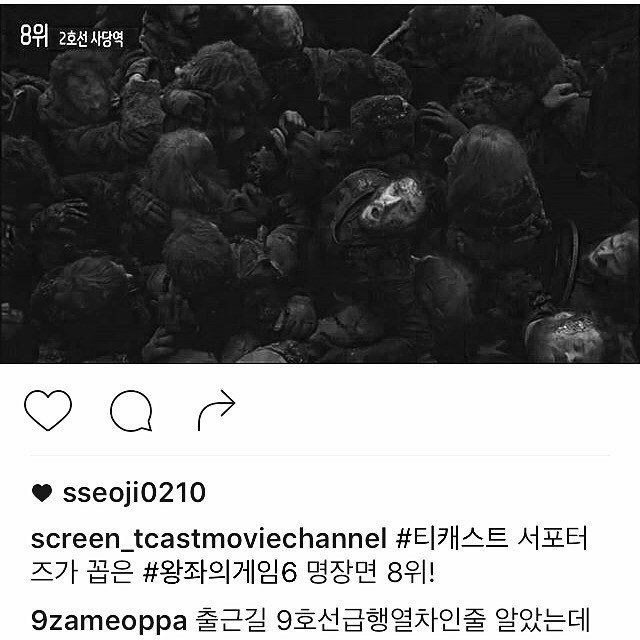 8위 2호선 사당역
sseoji0210
screen_tcastmoviechannel #티캐스트 서포터
즈가 꼽은 #왕좌의게임6 명장면 8위!
9zameoppa 출근길 9호선급행열차인줄 알았는데